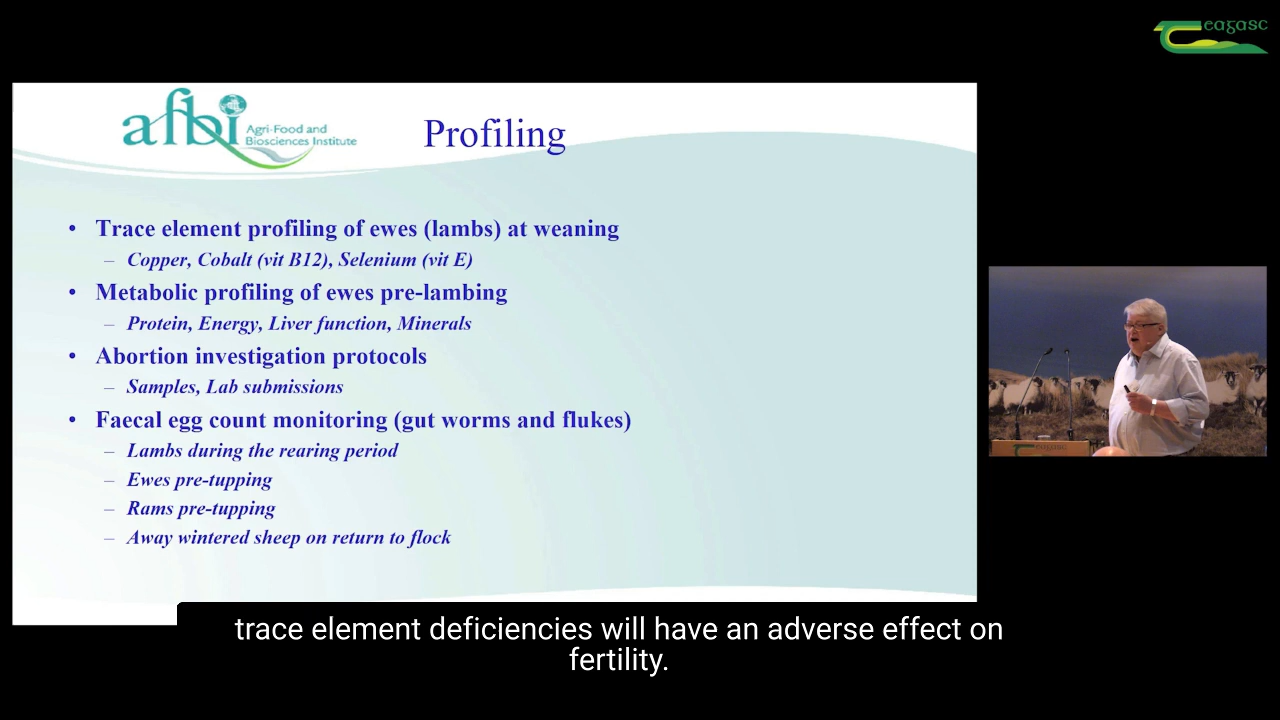 eagasc
afbi
Agri-Food and
Biosciences Institute
Profiling
• Trace element profiling of ewes (lambs) at weaning
– Copper, Cobalt (vit B12), Selenium (vit E)
• Metabolic profiling of ewes pre-lambing
– Protein, Energy, Liver function, Minerals
• Abortion investigation protocols
– Samples, Lab submissions
• Faecal egg count monitoring (gut worms and flukes)
– Lambs during the rearing period
– Ewes pre-tupping
– Rams pre-tupping
– Away wintered sheep on return to flock
trace element deficiencies will have an adverse effect on
fertility.